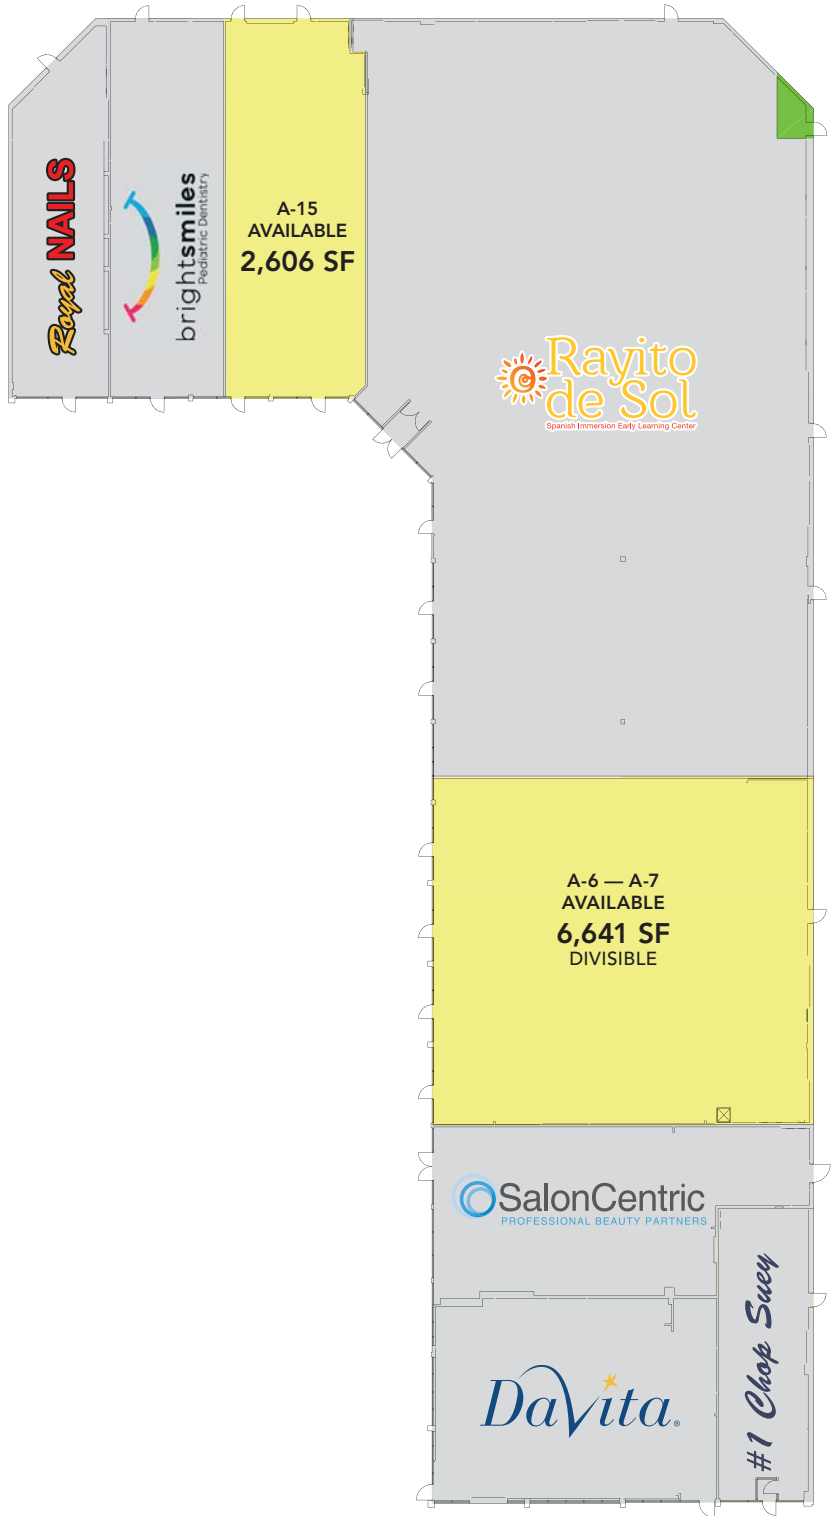 Royal NAILS
brightsmiles
Pediatric Dentistry
A-15
AVAILABLE
2,606 SF
Rayito
de Sol
Spanish Immersion Early Learning Center
A-6 — A-7
AVAILABLE
6,641 SF
DIVISIBLE
SalonCentric
PROFESSIONAL BEAUTY PARTNERS
#1 Chop Suey
DaVita®